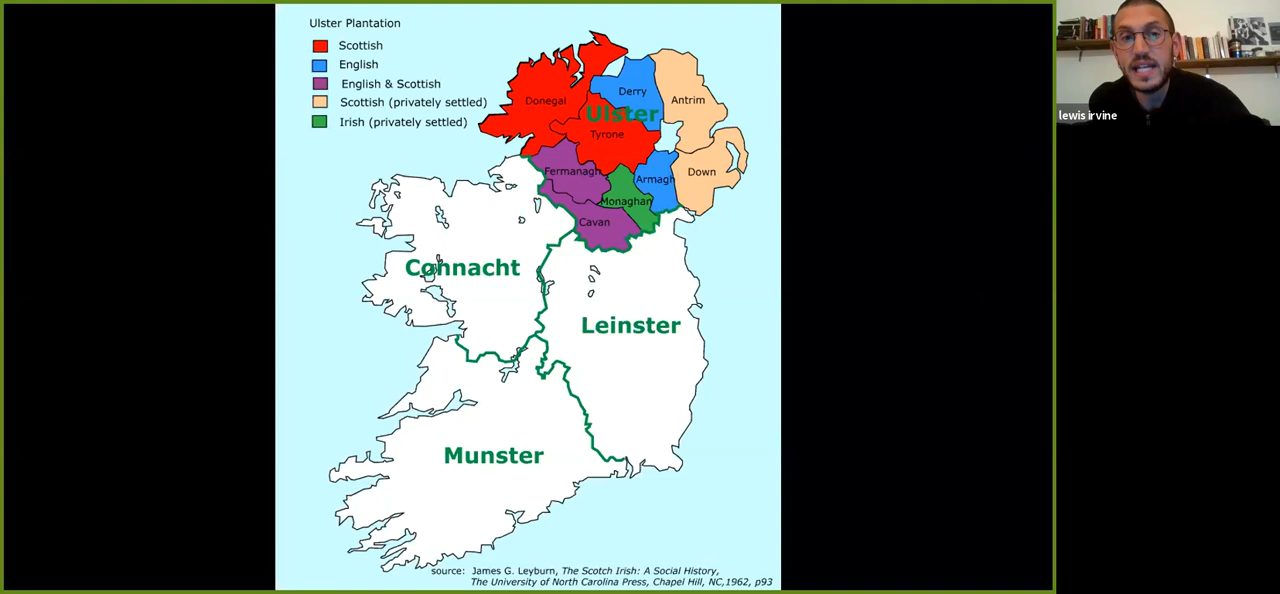 Ulster Plantation
Scottish
English
English & Scottish
Scottish (privately settled)
Irish (privately settled)
Donegal
Derry
Antrim
Ulster
Tyrone
Fermanagh
Armagh
Down
Monaghan
Cavan
Connacht
Leinster
Munster
source: James G. Leyburn, The Scotch Irish: A Social History,
The University of North Carolina Press, Chapel Hill, NC,1962, p93
lewis irvine